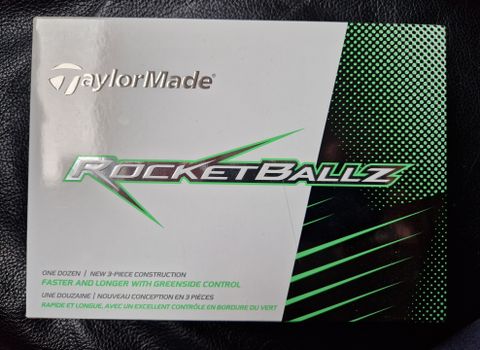 TaylorMade
ROCKETBALLZ
ONE DOZEN / NEW 3-PIECE CONSTRUCTION
FASTER AND LONGER WITH GREENSIDE CONTROL
UNE DOUZAINE / NOUVEAU CONCEPTION EN 3 PIÈCES
RAPIDE ET LONGUE, AVEC UN EXCELLENT CONTRÔLE EN BORDURE DU VERT